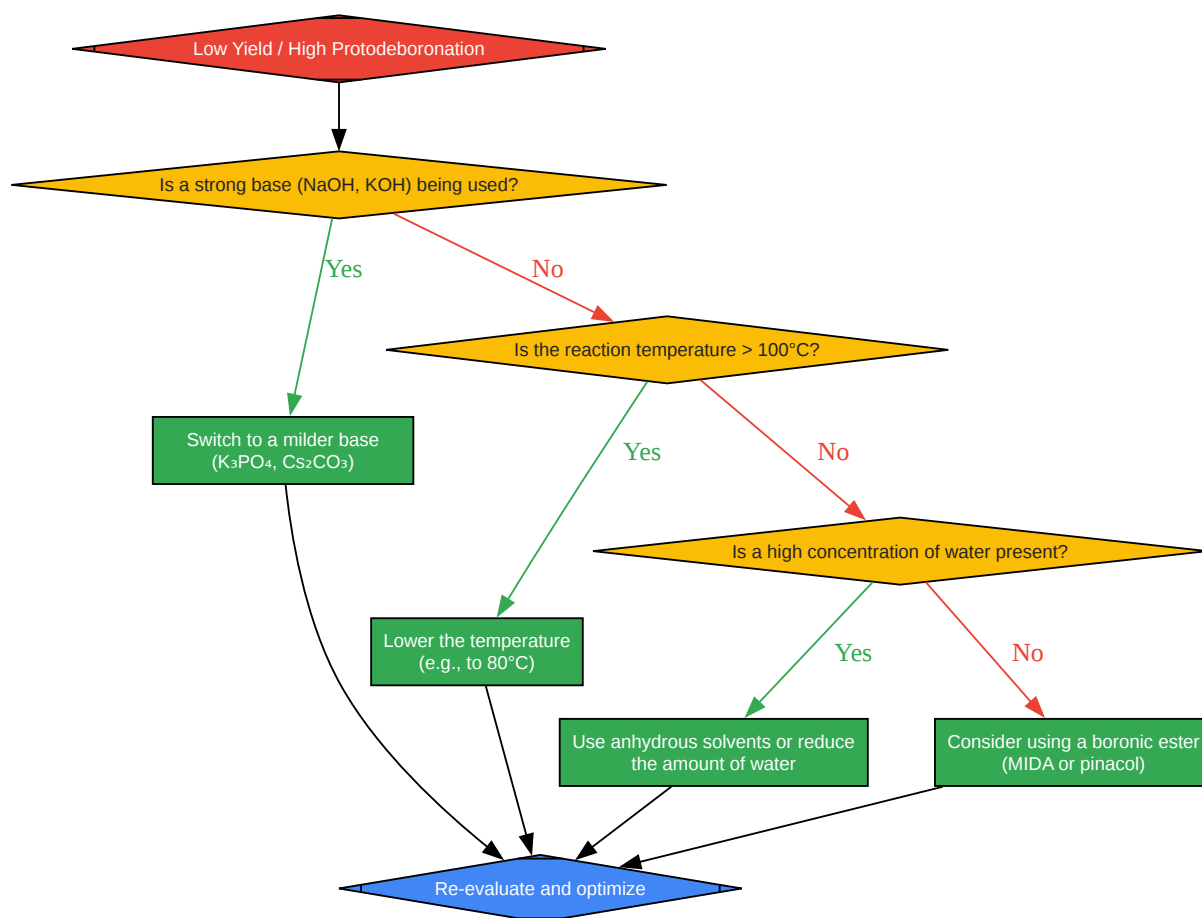 Low Yield / High Protodeboronation
Is a strong base (NaOH, KOH) being used?
Yes
No
Is the reaction temperature > 100°C?
Switch to a milder base
(K₃PO₄, Cs₂CO₃)
Yes
No
Is a high concentration of water present?
Lower the temperature
(e.g., to 80°C)
Yes
No
Use anhydrous solvents or reduce
the amount of water
Consider using a boronic ester
(MIDA or pinacol)
Re-evaluate and optimize